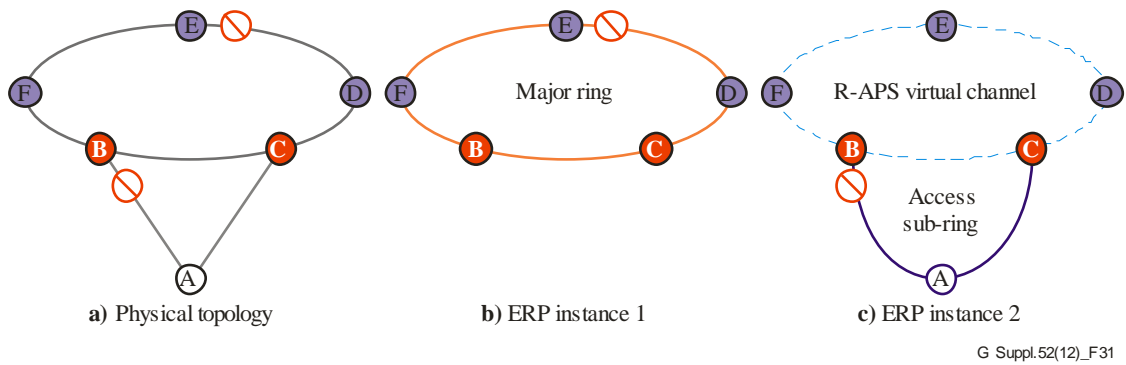 E
F
D
B
C
A
a) Physical topology
E
F
Major ring
D
B
C
b) ERP instance 1
E
F
R-APS virtual channel
D
B
C
Access
sub-ring
A
c) ERP instance 2
G Suppl.52(12)_F31